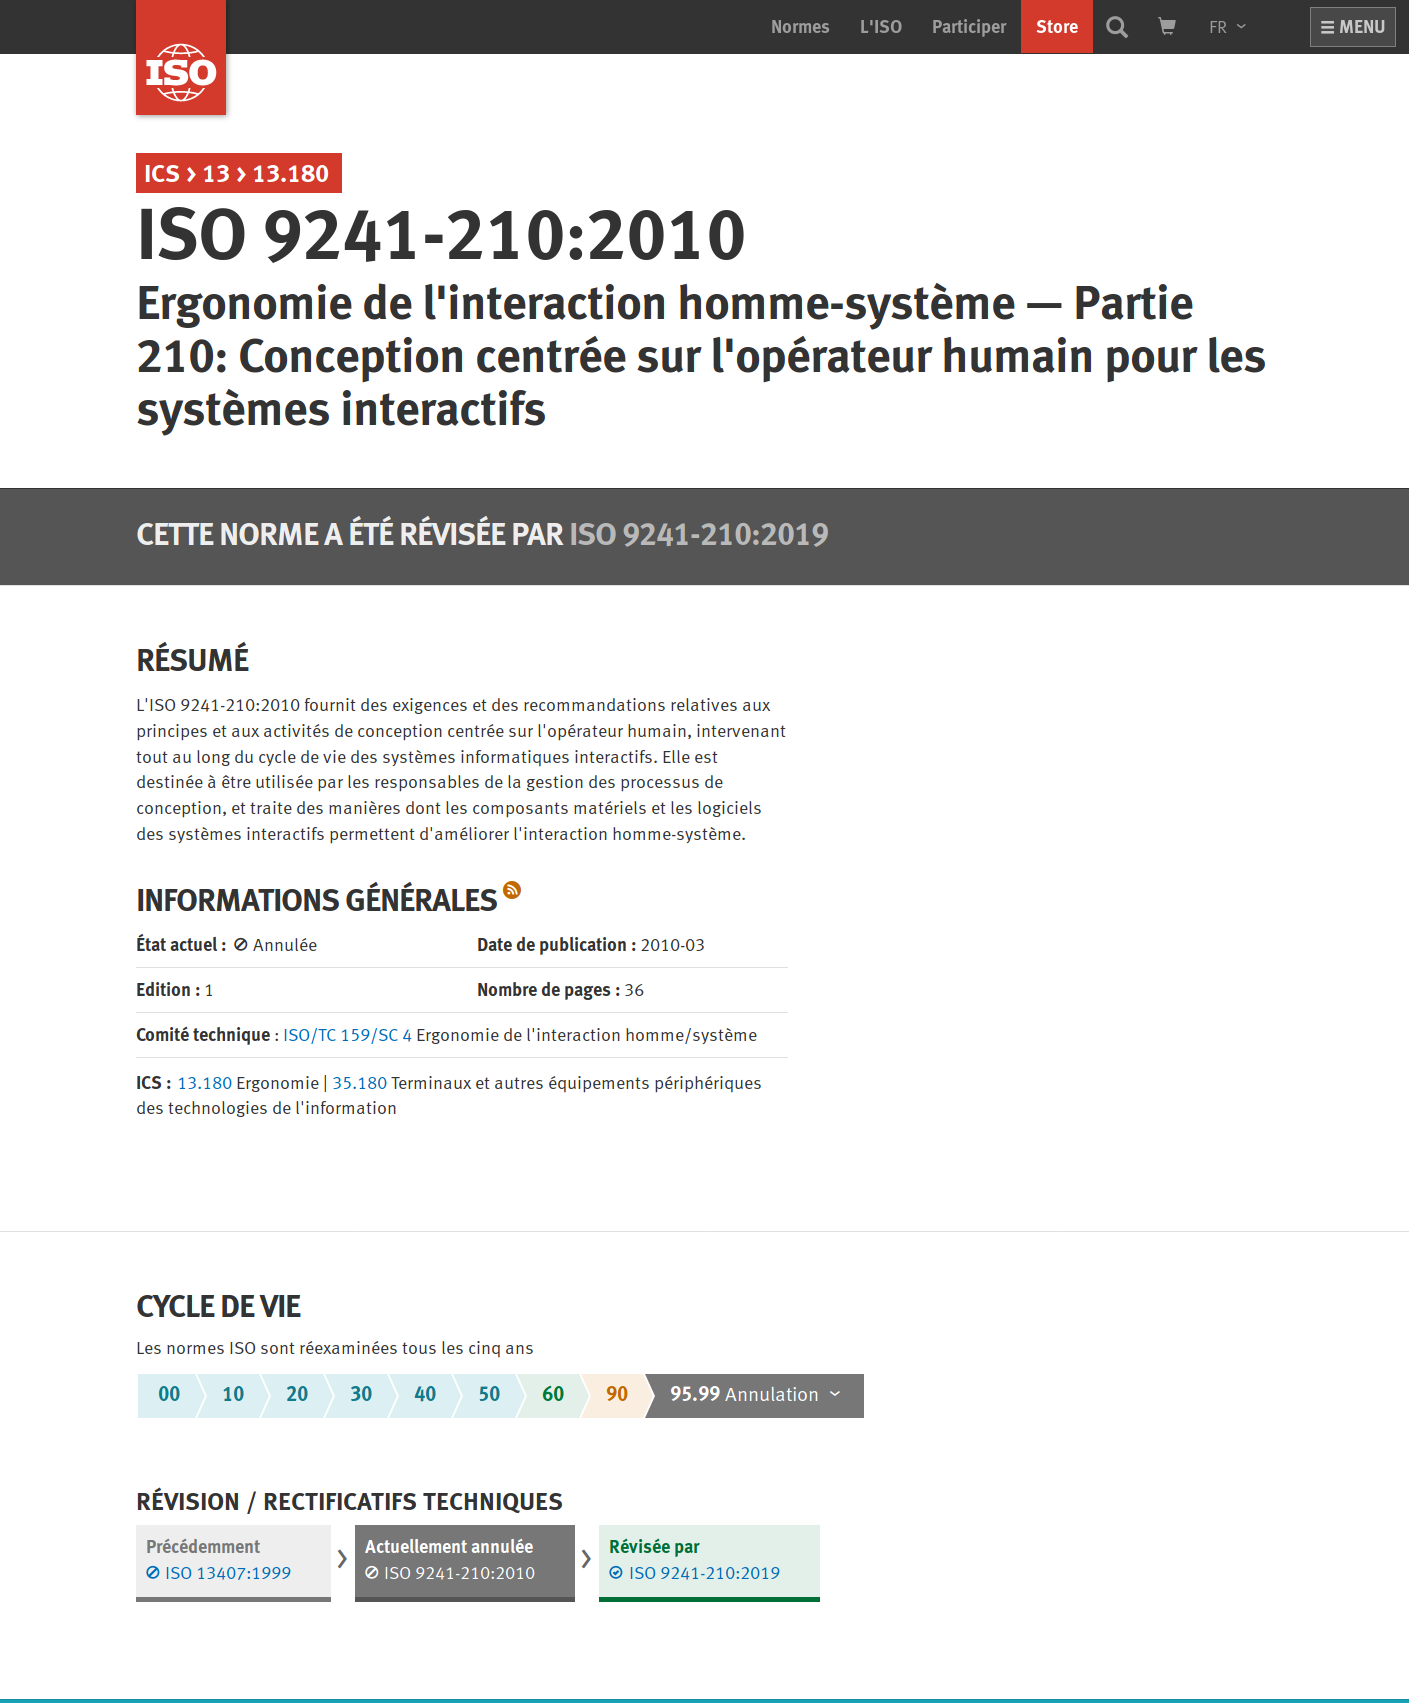 Normes L'ISO Participer Store FR MENU
ISO
ICS > 13 > 13.180
ISO 9241-210:2010
Ergonomie de l'interaction homme-système — Partie
210: Conception centrée sur l'opérateur humain pour les
systèmes interactifs
CETTE NORME A ÉTÉ RÉVISÉE PAR ISO 9241-210:2019
RÉSUMÉ
L'ISO 9241-210:2010 fournit des exigences et des recommandations relatives aux
principes et aux activités de conception centrée sur l'opérateur humain, intervenant
tout au long du cycle de vie des systèmes informatiques interactifs. Elle est
destinée à être utilisée par les responsables de la gestion des processus de
conception, et traite des manières dont les composants matériels et les logiciels
des systèmes interactifs permettent d'améliorer l'interaction homme-système.
INFORMATIONS GÉNÉRALES
État actuel : Annulée Date de publication : 2010-03
Edition : 1 Nombre de pages : 36
Comité technique : ISO/TC 159/SC 4 Ergonomie de l'interaction homme/système
ICS : 13.180 Ergonomie | 35.180 Terminaux et autres équipements périphériques
des technologies de l'information
CYCLE DE VIE
Les normes ISO sont réexaminées tous les cinq ans
00 10 20 30 40 50 60 90 95.99 Annulation
RÉVISION / RECTIFICATIFS TECHNIQUES
Précédemment Actuellement annulée Révisée par
ISO 13407:1999 > ISO 9241-210:2010 > ISO 9241-210:2019